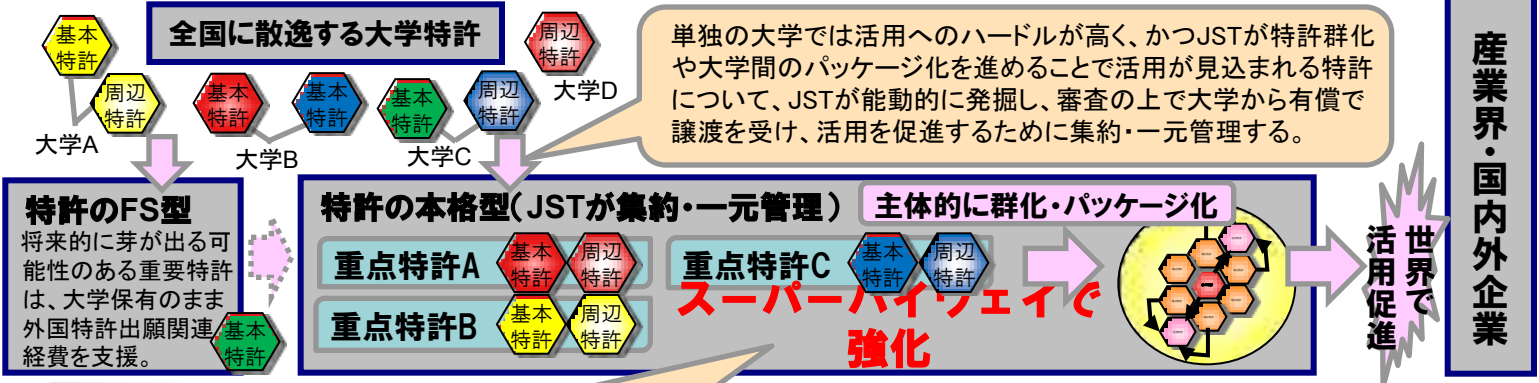 全国に散逸する大学特許
基本
特許
周辺
特許
大学A
基本
特許
基本
特許
大学B
基本
特許
周辺
特許
大学C
周辺
特許
大学D
単独の大学では活用へのハードルが高く、かつJSTが特許群化
や大学間のパッケージ化を進めることで活用が見込まれる特許
について、JSTが能動的に発掘し、審査の上で大学から有償で
譲渡を受け、活用を促進するために集約・一元管理する。
特許のFS型
将来的に芽が出る可
能性のある重要特許
は、大学保有のまま
外国特許出願関連
経費を支援。
基本
特許
特許の本格型(JSTが集約・一元管理)
主体的に群化・パッケージ化
重点特許A
基本
特許
周辺
特許
重点特許C
基本
特許
周辺
特許
重点特許B
基本
特許
周辺
特許
スーパーハイウェイで
強化
世界で
活用促進
産業界・国内外企業